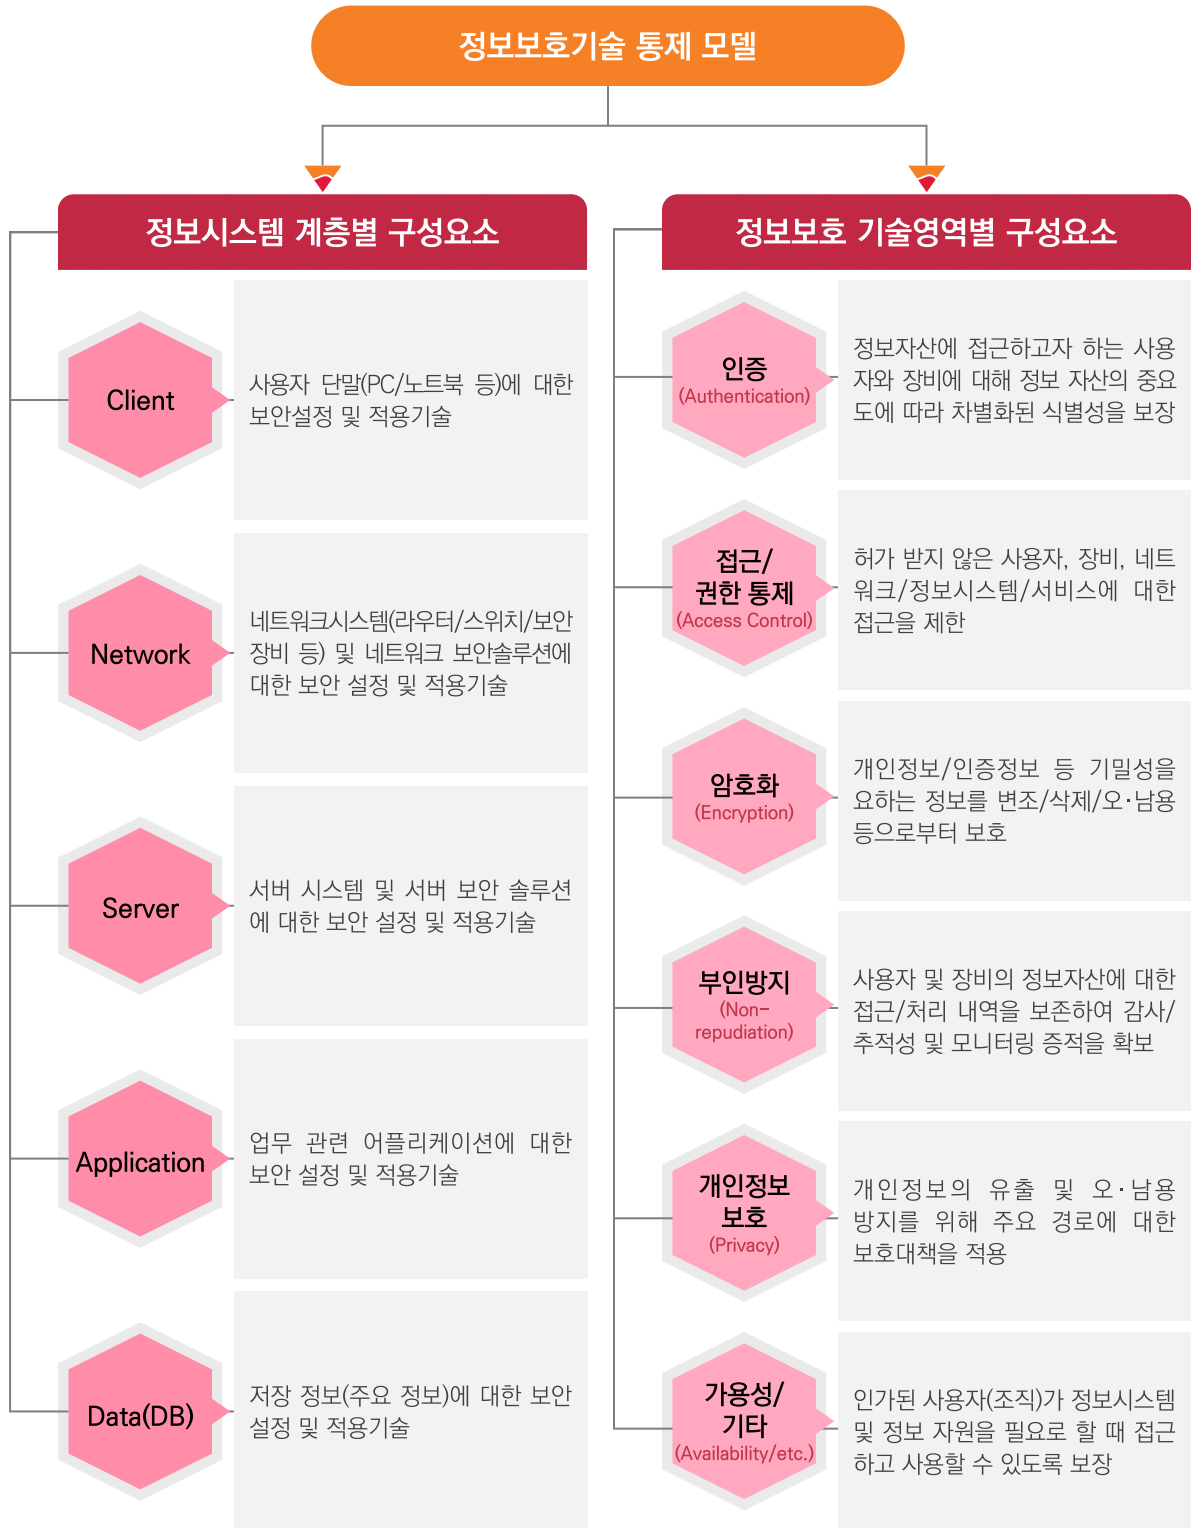 정보보호기술 통제 모델
정보시스템 계층별 구성요소
Client
사용자 단말(PC/노트북 등)에 대한
보안설정 및 적용기술
Network
네트워크시스템(라우터/스위치/보안
장비 등) 및 네트워크 보안솔루션에
대한 보안 설정 및 적용기술
Server
서버 시스템 및 서버 보안 솔루션
에 대한 보안 설정 및 적용기술
Application
업무 관련 어플리케이션에 대한
보안 설정 및 적용기술
Data(DB)
저장 정보(주요 정보)에 대한 보안
설정 및 적용기술
정보보호 기술영역별 구성요소
인증
(Authentication)
정보자산에 접근하고자 하는 사용
자와 장비에 대해 정보 자산의 중요
도에 따라 차별화된 식별성을 보장
접근/
권한 통제
(Access Control)
허가 받지 않은 사용자, 장비, 네트
워크/정보시스템/서비스에 대한
접근을 제한
암호화
(Encryption)
개인정보/인증정보 등 기밀성을
요하는 정보를 변조/삭제/오·남용
등으로부터 보호
부인방지
(Non-
repudiation)
사용자 및 장비의 정보자산에 대한
접근/처리 내역을 보존하여 감사/
추적성 및 모니터링 증적을 확보
개인정보
보호
(Privacy)
개인정보의 유출 및 오·남용
방지를 위해 주요 경로에 대한
보호대책을 적용
가용성/
기타
(Availability/etc.)
인가된 사용자(조직)가 정보시스템
및 정보 자원을 필요로 할 때 접근
하고 사용할 수 있도록 보장